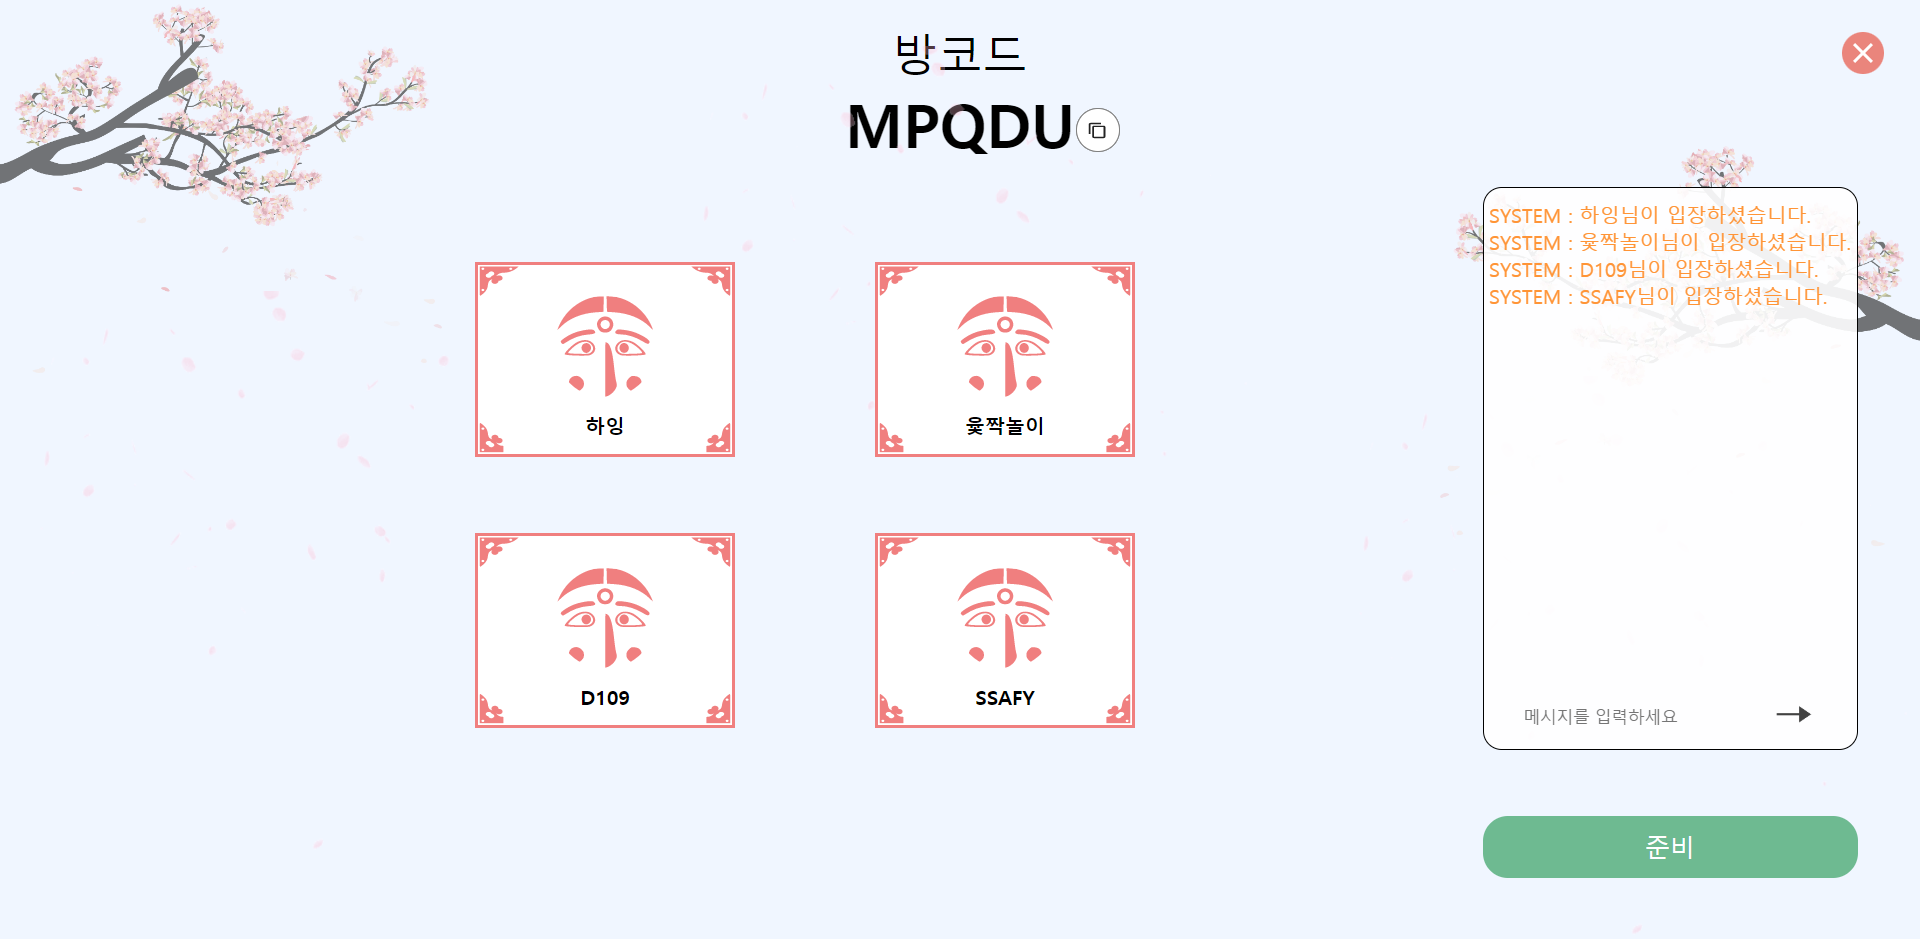 방코드
MPQDU
SYSTEM : 하잉님이 입장하셨습니다.
SYSTEM : 윷짝놀이님이 입장하셨습니다.
SYSTEM : D109님이 입장하셨습니다.
SYSTEM : SSAFY님이 입장하셨습니다.
하잉
윷짝놀이
D109
SSAFY
메시지를 입력하세요
준비